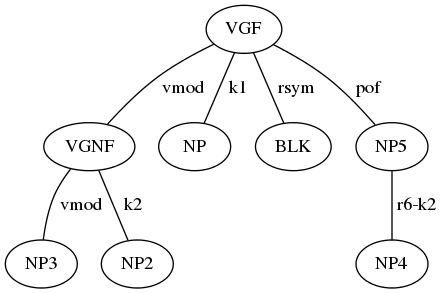 VGF
vmod k1 rsym pof
VGNF NP BLK NP5
vmod k2 r6-k2
NP3 NP2 NP4